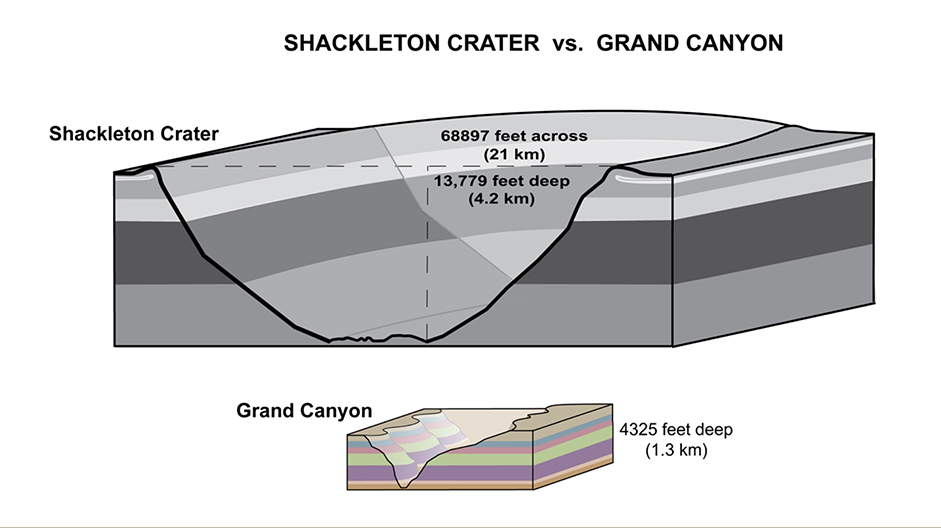 SHACKLETON CRATER vs. GRAND CANYON
Shackleton Crater
68897 feet across
(21 km)
13,779 feet deep
(4.2 km)
Grand Canyon
4325 feet deep
(1.3 km)